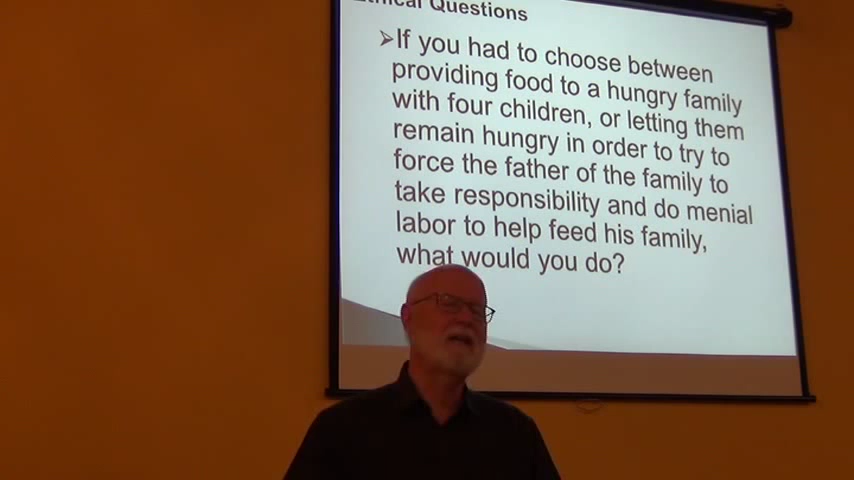 Ethical Questions
➢If you had to choose between
providing food to a hungry family
with four children, or letting them
remain hungry in order to try to
force the father of the family to
take responsibility and do menial
labor to help feed his family,
what would you do?